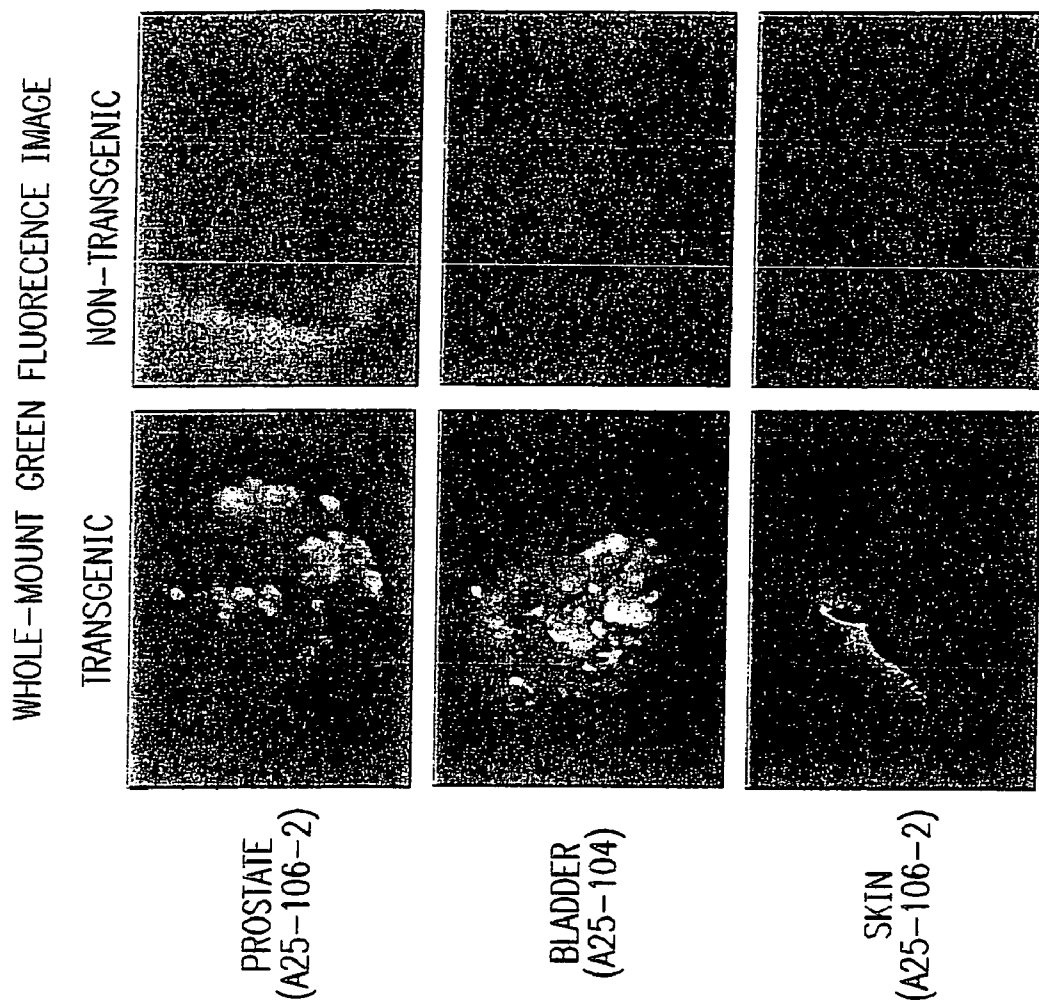 WHOLE-MOUNT GREEN FLUORECENCE IMAGE
TRANSGENIC
NON-TRANSGENIC
PROSTATE
(A25-106-2)
BLADDER
(A25-104)
SKIN
(A25-106-2)